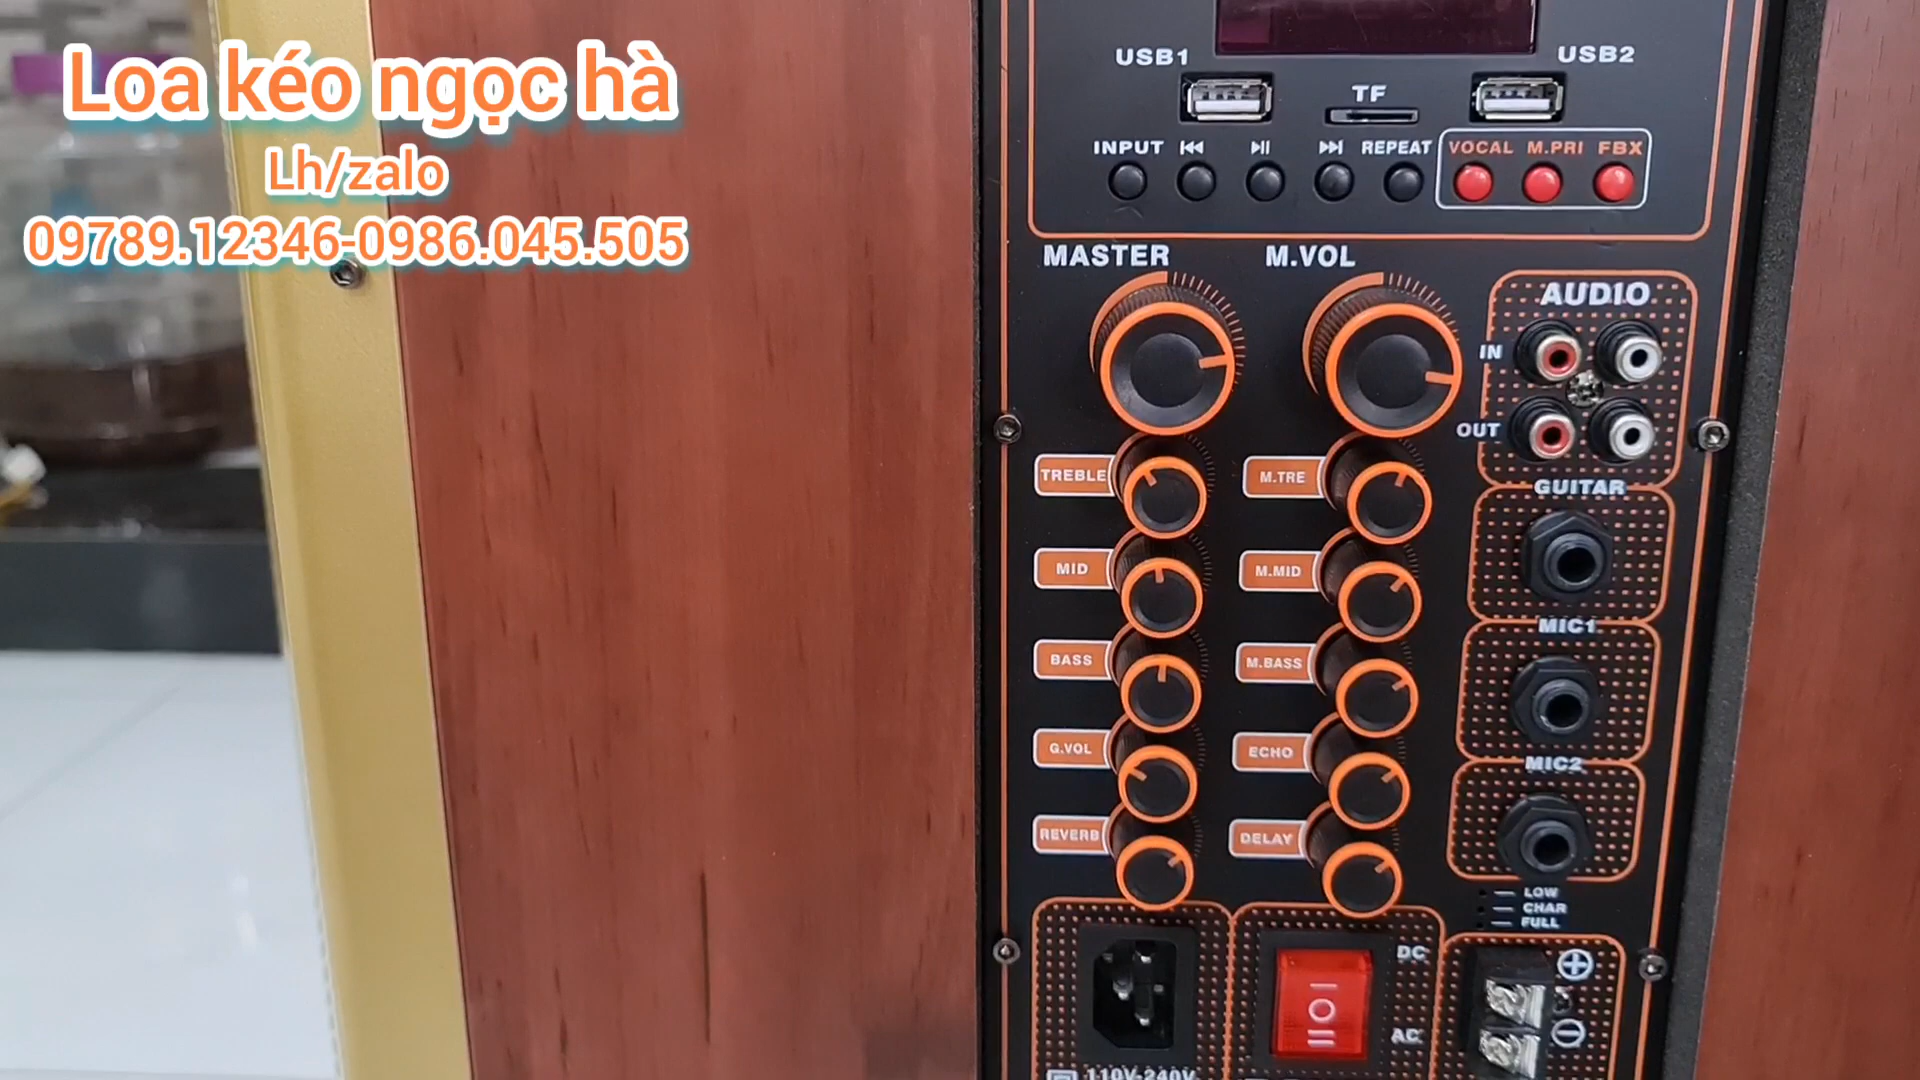 Loa kéo ngọc hà
Lh/zalo
09789.12346-0986.045.505
USB1
USB2
TF
INPUT
REPEAT
VOCAL M.PRI FBX
MASTER
M.VOL
AUDIO
IN
OUT
TREBLE
M.TRE
GUITAR
MID
M.MID
MIC1
BASS
M.BASS
G.VOL
ECHO
MIC2
REVERB
DELAY
LOW
CHAR
FULL
DC
AC
110V-240V